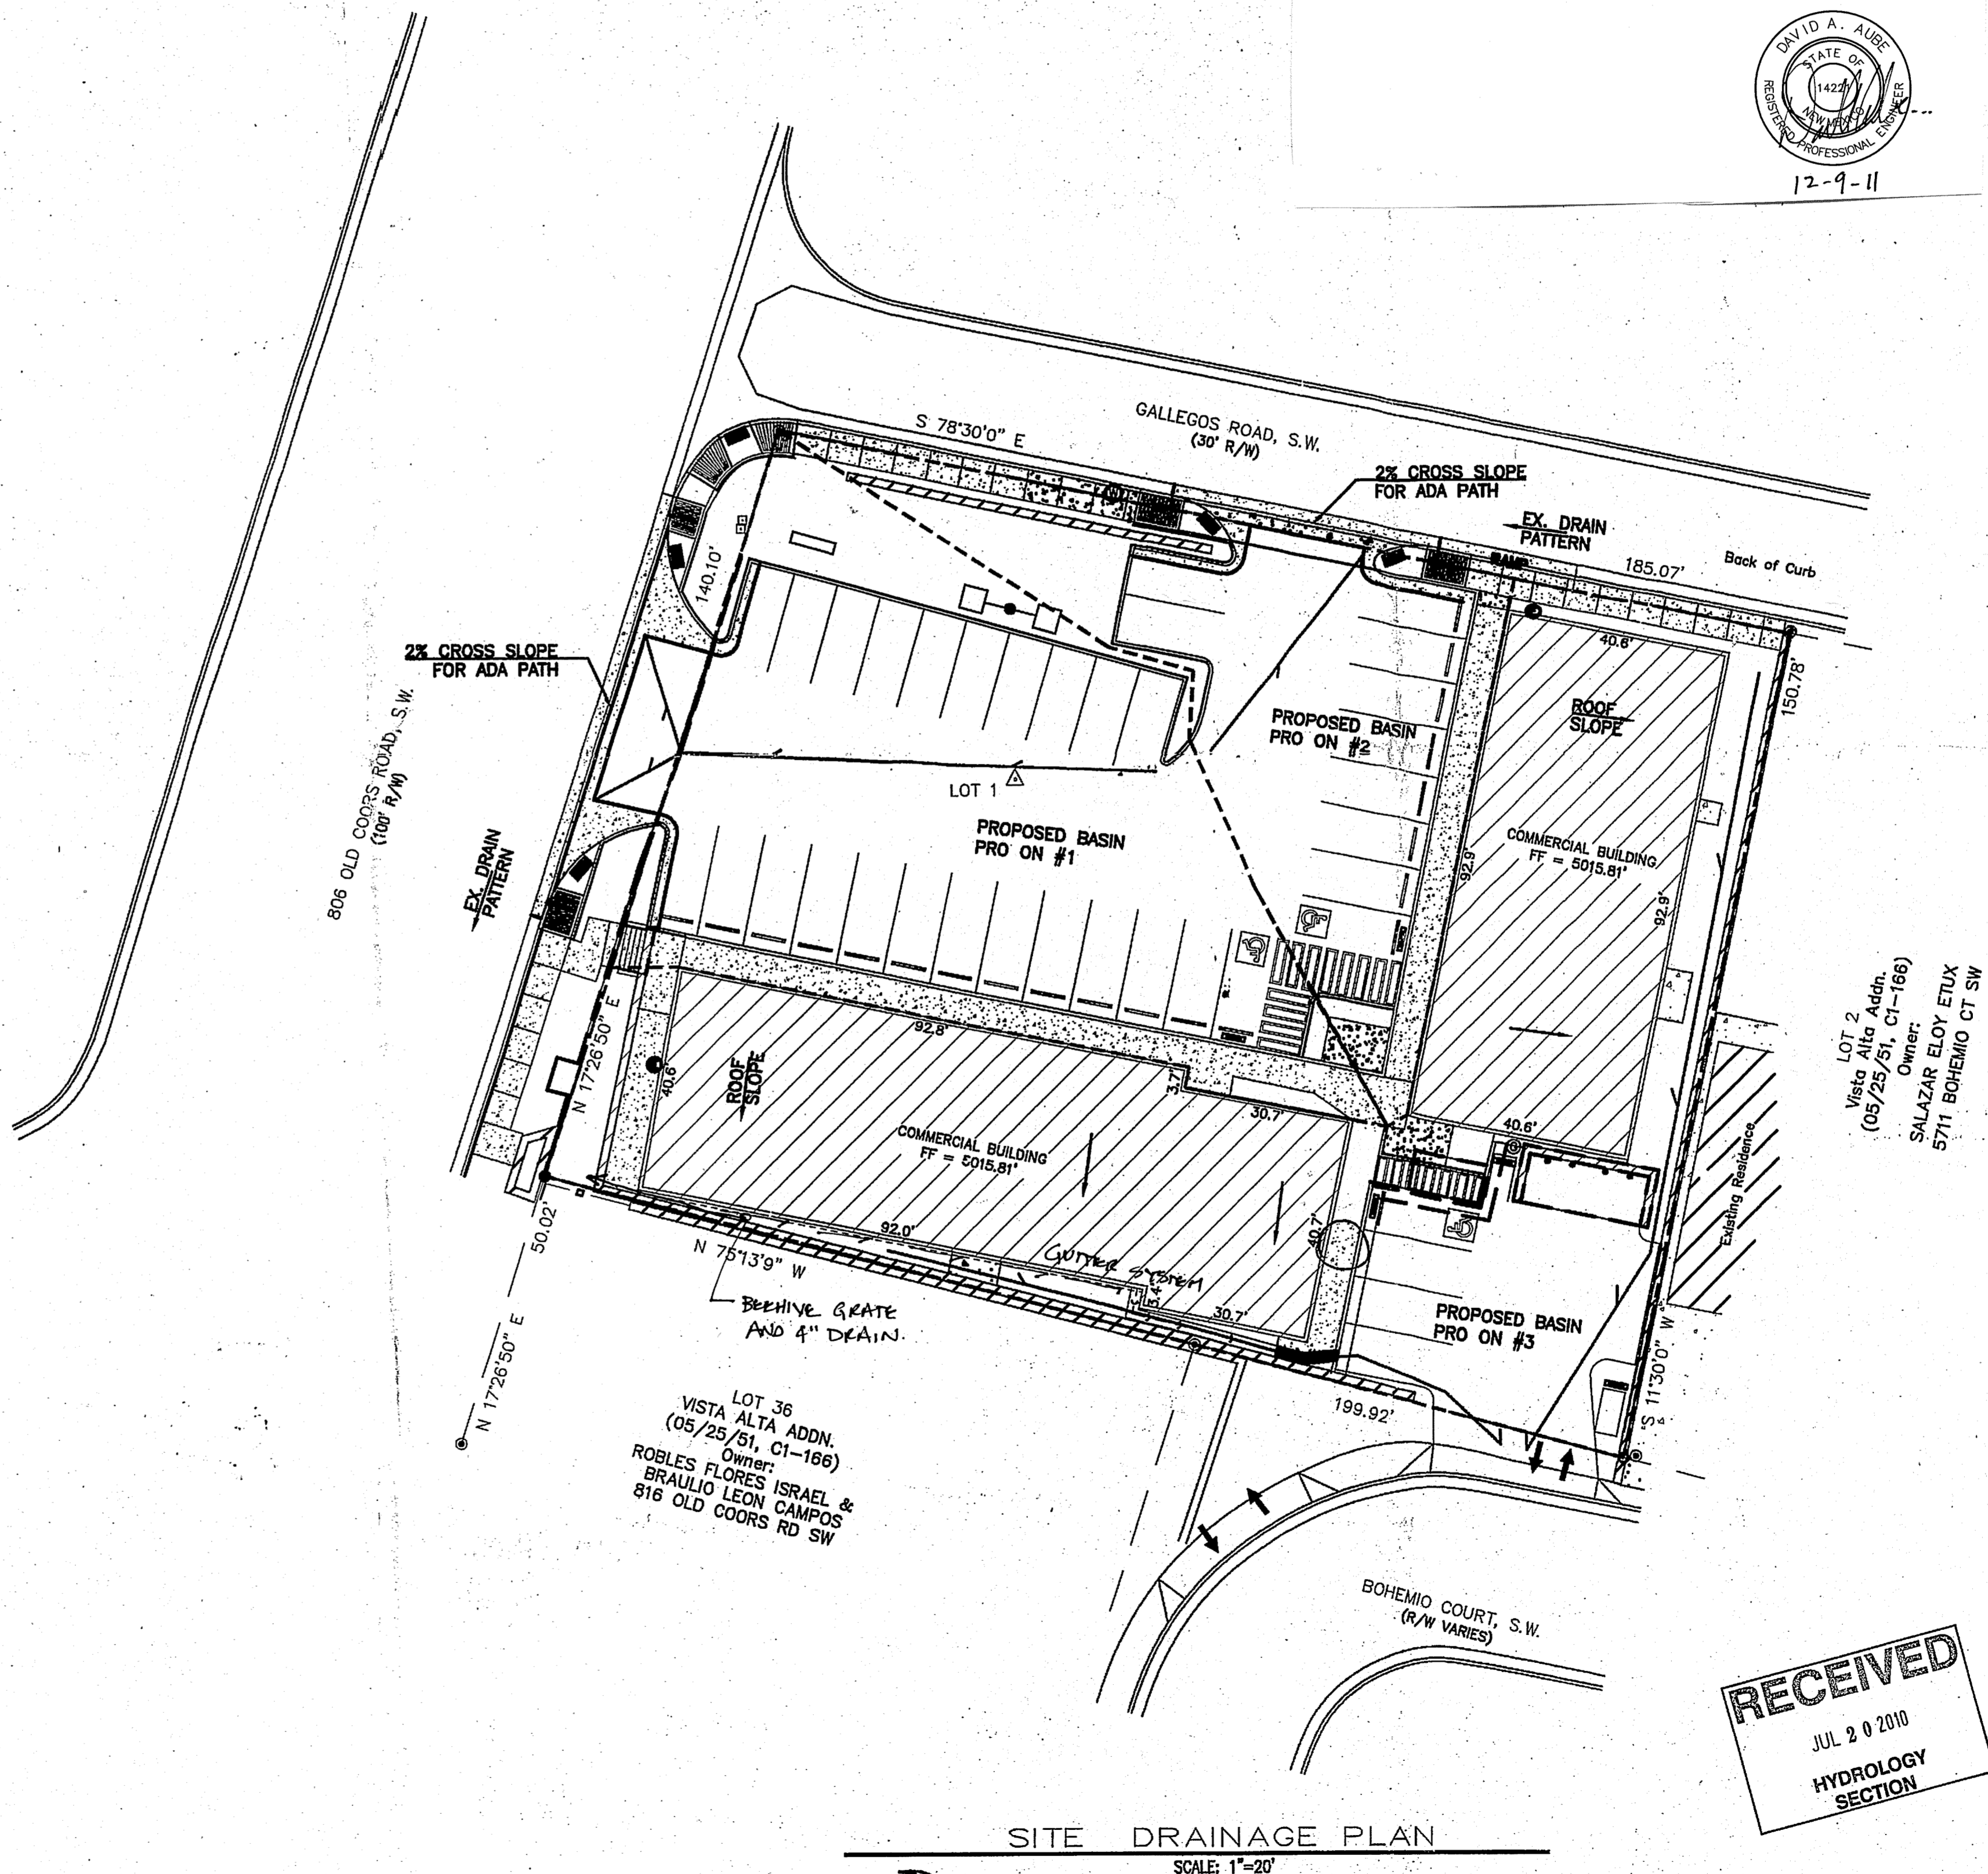 DAVID A. AUBE
STATE OF
NEW MEXICO
REGISTERED PROFESSIONAL ENGINEER
12-9-11
S 78°30'0" E
GALLEGOS ROAD, S.W.
(30' R/W)
2% CROSS SLOPE
FOR ADA PATH
EX. DRAIN
PATTERN
RAMP
185.07'
Back of Curb
140.10'
150.78'
2% CROSS SLOPE
FOR ADA PATH
40.6'
ROOF
SLOPE
PROPOSED BASIN
PRO ON #2
806 OLD COORS ROAD, S.W.
(100' R/W)
LOT 1
PROPOSED BASIN
PRO ON #1
COMMERCIAL BUILDING
FF = 5015.81'
92.9'
92.9'
EX. DRAIN
PATTERN
LOT 2
Vista Alta Addn.
(05/25/51, C1-166)
Owner:
SALAZAR ELOY ETUX
5711 BOHEMIO CT SW
N 17°26'50" E
92.8'
40.6'
ROOF
SLOPE
3.7'
30.7'
40.6'
COMMERCIAL BUILDING
FF = 5015.81'
Existing Residence
50.02'
92.0'
40.7'
N 75°13'9" W
GUTTER SYSTEM
3.4'
30.7'
BEEHIVE GRATE
AND 4" DRAIN.
PROPOSED BASIN
PRO ON #3
S 11°30'0" W
199.92'
N 17°26'50" E
LOT 36
VISTA ALTA ADDN.
(05/25/51, C1-166)
Owner:
ROBLES FLORES ISRAEL &
BRAULIO LEON CAMPOS
816 OLD COORS RD SW
BOHEMIO COURT, S.W.
(R/W VARIES)
RECEIVED
JUL 20 2010
HYDROLOGY
SECTION
SITE DRAINAGE PLAN
SCALE: 1"=20'